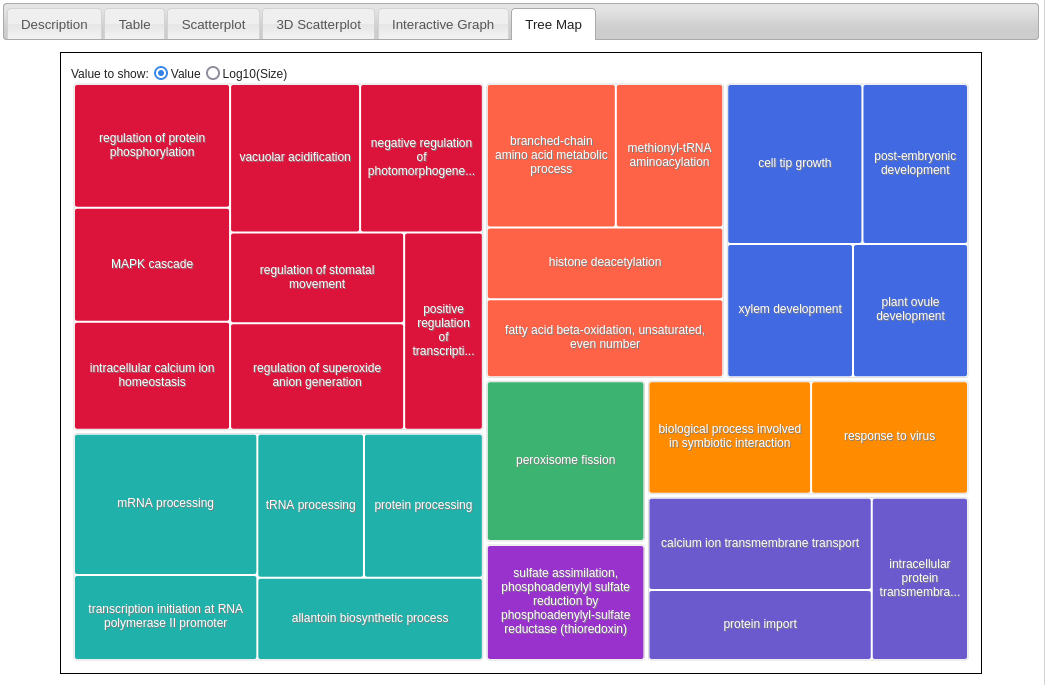 Description
Table
Scatterplot
3D Scatterplot
Interactive Graph
Tree Map
Value to show: Value Log10(Size)
regulation of protein
phosphorylation
vacuolar acidification
negative regulation
of
photomorphogene...
MAPK cascade
regulation of stomatal
movement
positive
regulation
of
transcripti...
intracellular calcium ion
homeostasis
regulation of superoxide
anion generation
branched-chain
amino acid metabolic
process
methionyl-tRNA
aminoacylation
histone deacetylation
fatty acid beta-oxidation, unsaturated,
even number
cell tip growth
post-embryonic
development
xylem development
plant ovule
development
mRNA processing
tRNA processing
protein processing
transcription initiation at RNA
polymerase II promoter
allantoin biosynthetic process
peroxisome fission
sulfate assimilation,
phosphoadenylyl sulfate
reduction by
phosphoadenylyl-sulfate
reductase (thioredoxin)
biological process involved
in symbiotic interaction
response to virus
calcium ion transmembrane transport
protein import
intracellular
protein
transmembra...